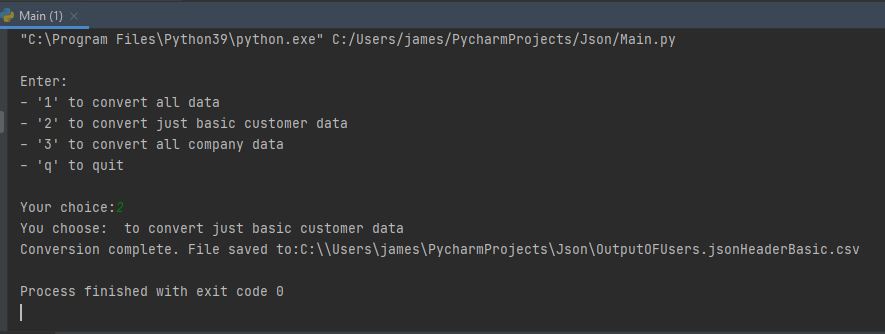 Main (1) ×
"C:\Program Files\Python39\python.exe" C:/Users/james/PycharmProjects/Json/Main.py
Enter:
- '1' to convert all data
- '2' to convert just basic customer data
- '3' to convert all company data
- 'q' to quit
Your choice:2
You choose:  to convert just basic customer data
Conversion complete. File saved to:C:\\Users\james\PycharmProjects\Json\OutputOFUsers.jsonHeaderBasic.csv
Process finished with exit code 0